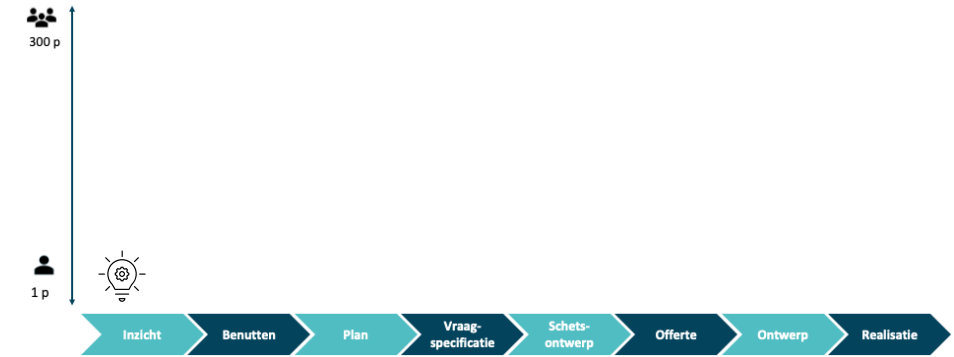 300 p
1 p
Inzicht
Benutten
Plan
Vraag-
specificatie
Schets-
ontwerp
Offerte
Ontwerp
Realisatie